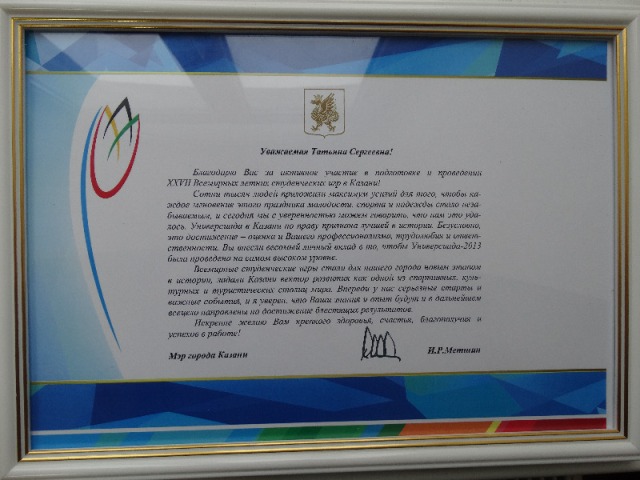 Уважаемая Татьяна Сергеевна!
Благодарю Вас за активное участие в подготовке и проведении
XXVII Всемирных летних студенческих игр в Казани!
Сотни тысяч людей приложили максимум усилий для того, чтобы ка-
ждое мгновение этого праздника молодости, спорта и надежды стало неза-
бываемым, и сегодня мы с уверенностью можем говорить, что нам это уда-
лось. Универсиада в Казани по праву признана лучшей в истории. Безусловно,
это достижение – оценка и Вашего профессионализма, трудолюбия и ответ-
ственности. Вы внесли весомый личный вклад в то, чтобы Универсиада-2013
была проведена на самом высоком уровне.
Всемирные студенческие игры стали для нашего города новым этапом
в истории, задали Казани вектор развития как одной из спортивных, куль-
турных и туристических столиц мира. Впереди у нас серьезные старты и
важные события, и я уверен, что Ваши знания и опыт будут и в дальнейшем
всецело направлены на достижение блестящих результатов.
Искренне желаю Вам крепкого здоровья, счастья, благополучия и
успехов в работе!
Мэр города Казани И.Р.Метшин